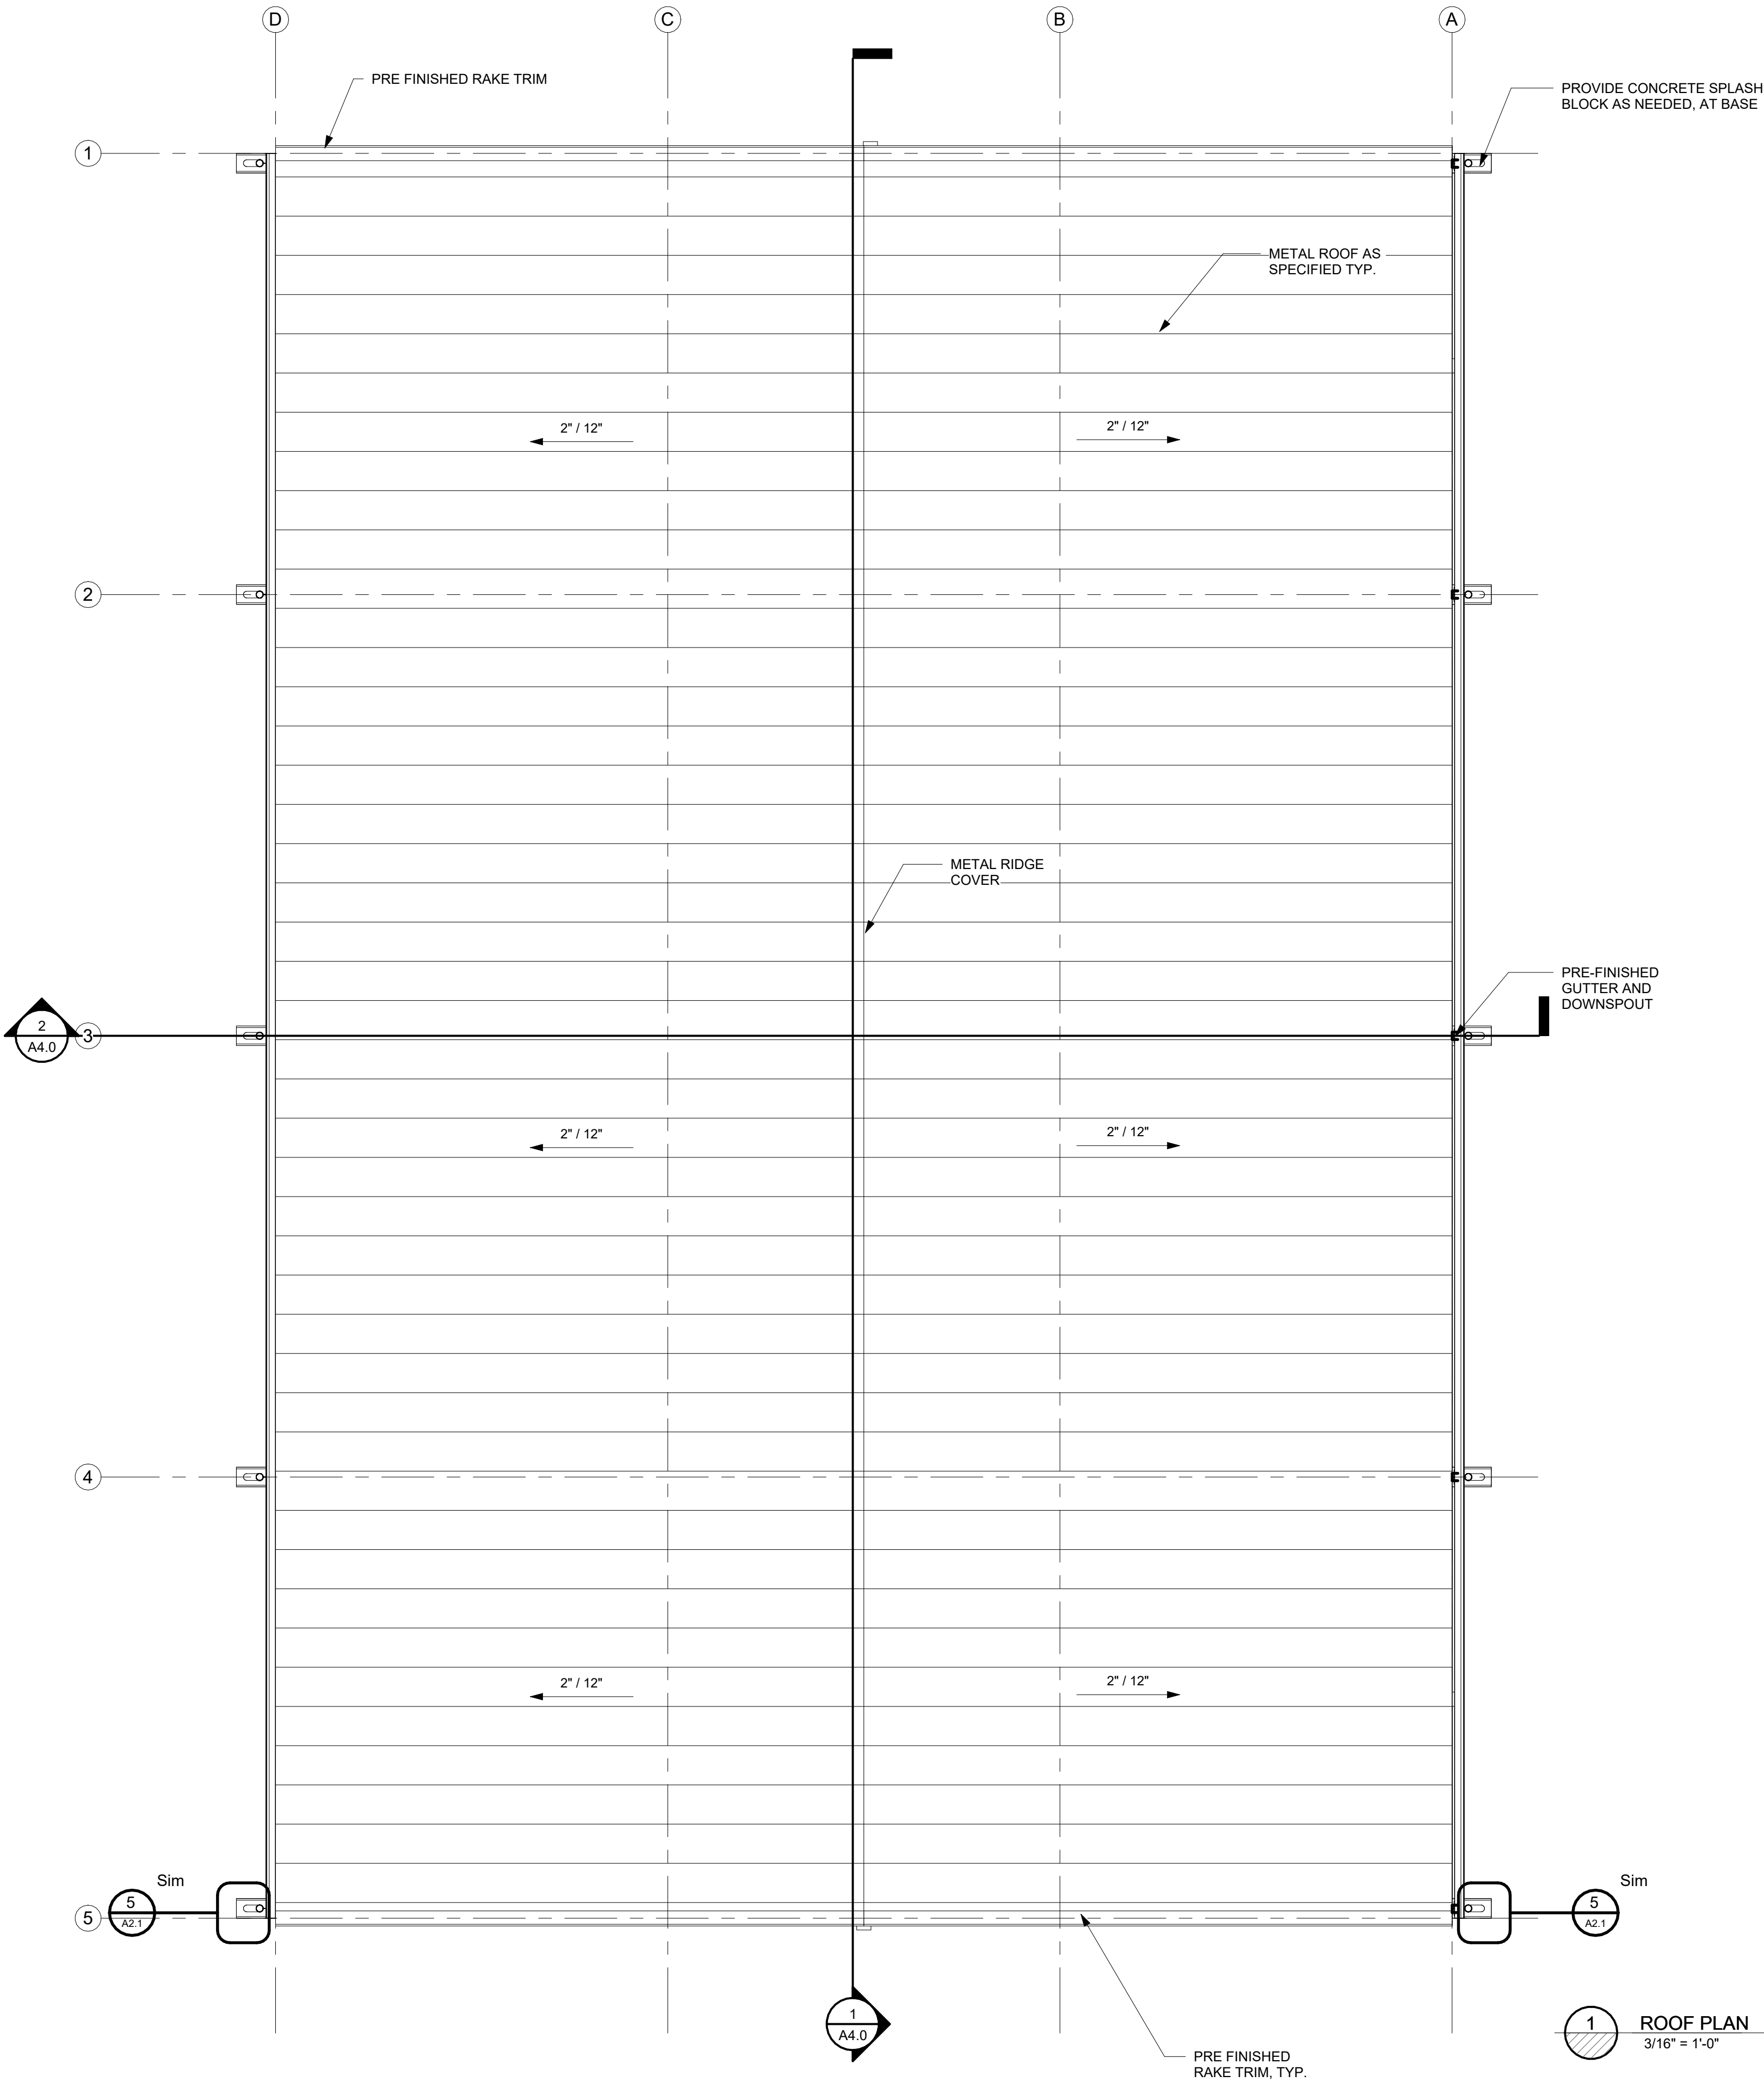 D
C
B
A
PRE FINISHED RAKE TRIM
PROVIDE CONCRETE SPLASH
BLOCK AS NEEDED, AT BASE
1
METAL ROOF AS
SPECIFIED TYP.
2" / 12"
2" / 12"
2
METAL RIDGE
COVER
PRE-FINISHED
GUTTER AND
DOWNSPOUT
2
A4.0
3
2" / 12"
2" / 12"
4
2" / 12"
2" / 12"
Sim
5
A2.1
5
Sim
5
A2.1
1
A4.0
PRE FINISHED
RAKE TRIM, TYP.
1
ROOF PLAN
3/16" = 1'-0"